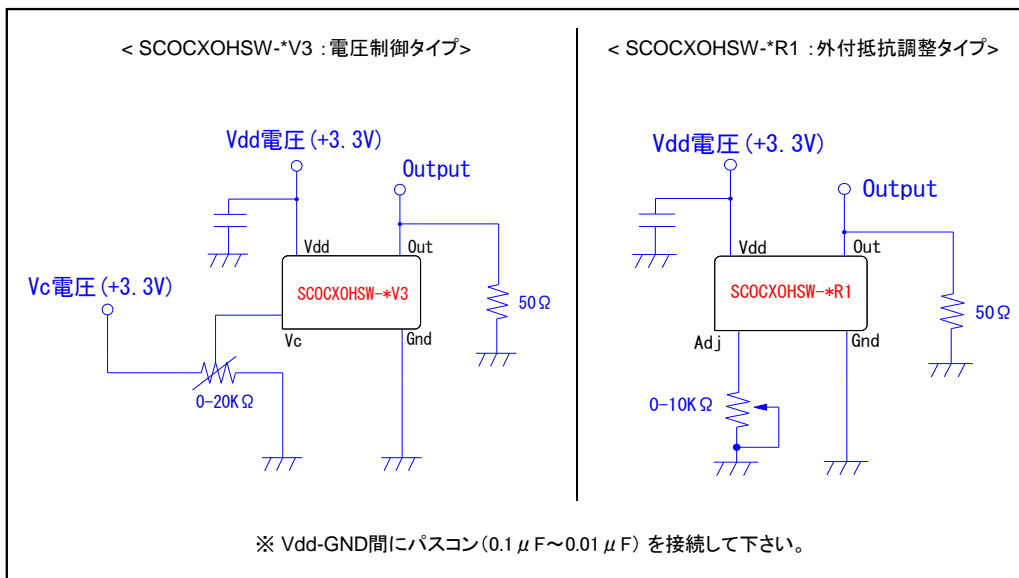 < SCOCXOHSW-*V3 :電圧制御タイプ>
Vdd電圧(+3.3V)
Output
Vdd
Out
Vc電圧(+3.3V)
SCOCXOHSW-*V3
50Ω
Vc
Gnd
0-20KΩ
< SCOCXOHSW-*R1 :外付抵抗調整タイプ>
Vdd電圧(+3.3V)
Output
Vdd
Out
SCOCXOHSW-*R1
50Ω
Adj
Gnd
0-10KΩ
※ Vdd-GND間にパスコン(0.1μF~0.01μF) を接続して下さい。